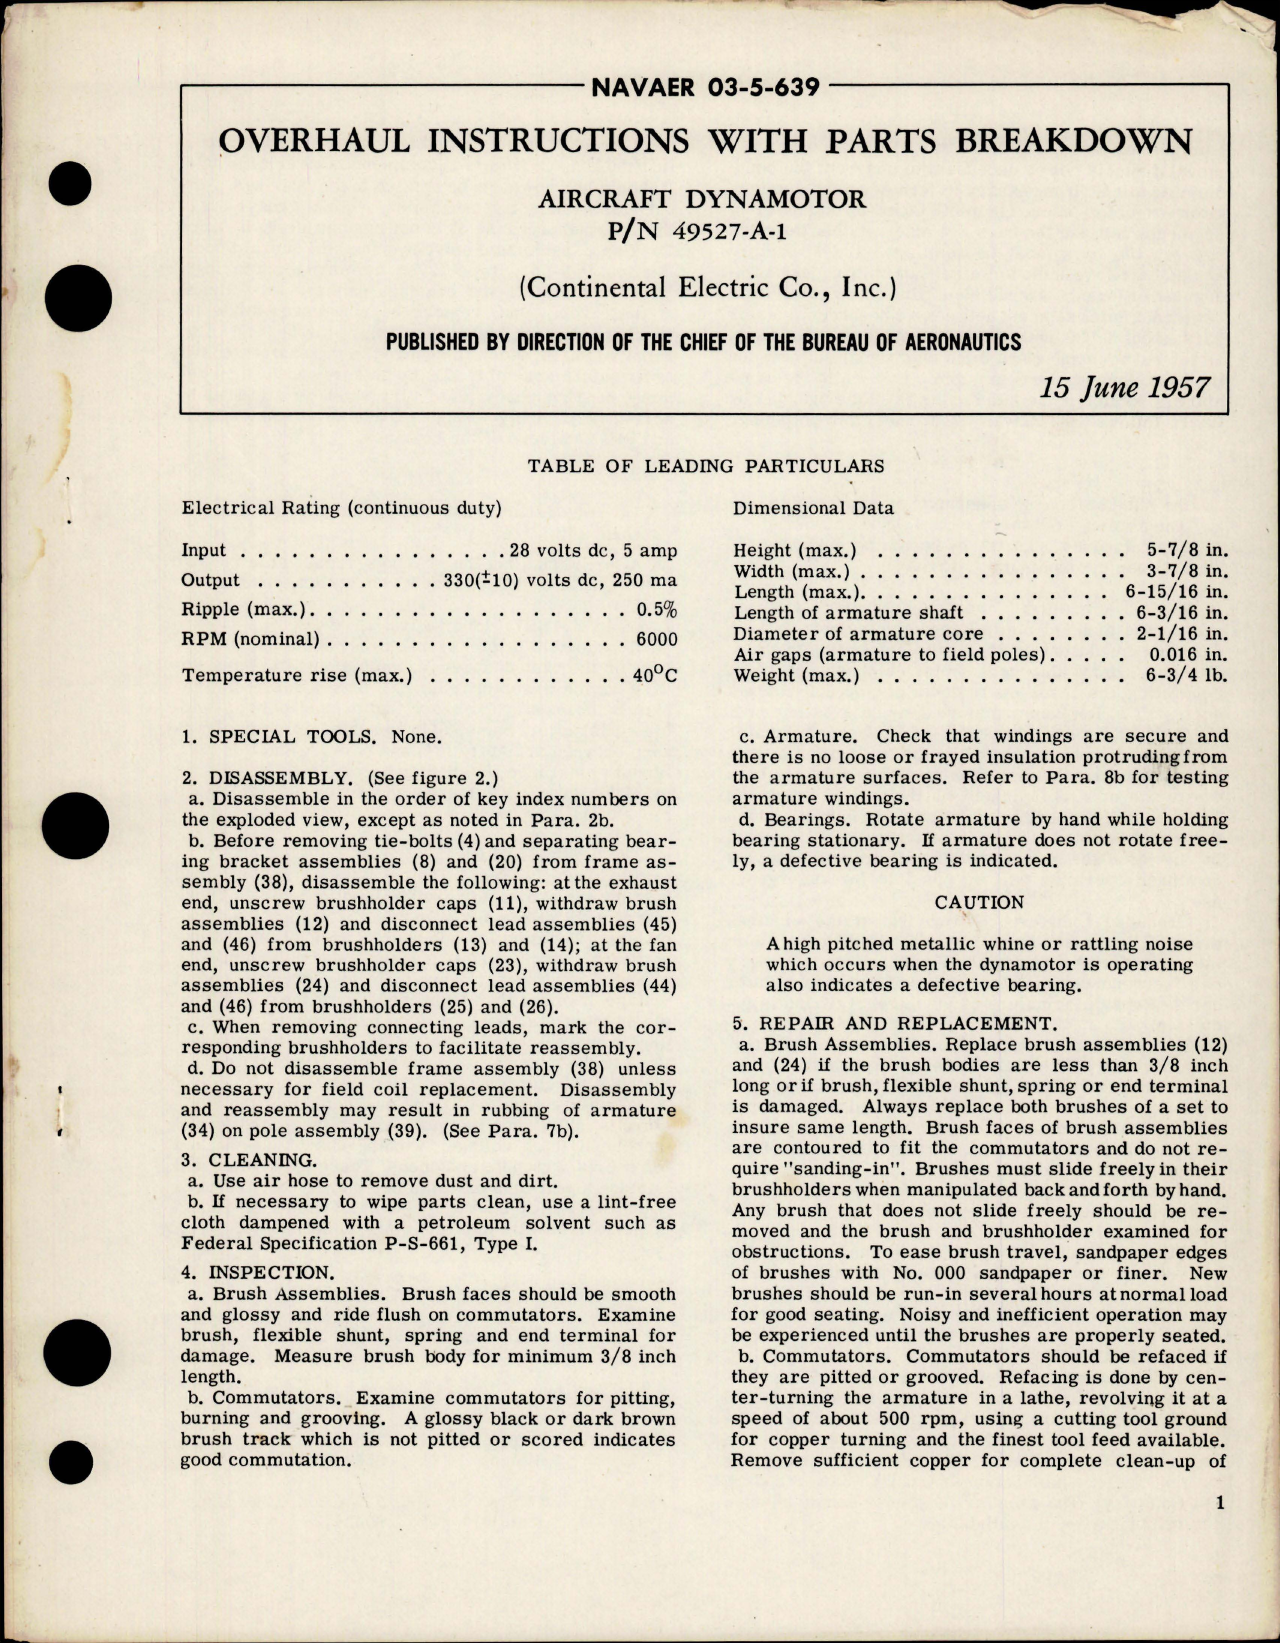 NAVAER 03-5-639
OVERHAUL INSTRUCTIONS WITH PARTS BREAKDOWN
AIRCRAFT DYNAMOTOR
P/N 49527-A-1
(Continental Electric Co., Inc.)
PUBLISHED BY DIRECTION OF THE CHIEF OF THE BUREAU OF AERONAUTICS
15 June 1957
TABLE OF LEADING PARTICULARS
Electrical Rating (continuous duty)
Input . . . . . . . . . . . . . . . . 28 volts dc, 5 amp
Output . . . . . . . . . . . 330(±10) volts dc, 250 ma
Ripple (max.). . . . . . . . . . . . . . . . . . . 0.5%
RPM (nominal) . . . . . . . . . . . . . . . . . . 6000
Temperature rise (max.) . . . . . . . . . . . . 40°C
Dimensional Data
Height (max.) . . . . . . . . . . . . . . . 5-7/8 in.
Width (max.) . . . . . . . . . . . . . . . . 3-7/8 in.
Length (max.). . . . . . . . . . . . . . . 6-15/16 in.
Length of armature shaft . . . . . . . . . 6-3/16 in.
Diameter of armature core . . . . . . . . 2-1/16 in.
Air gaps (armature to field poles). . . . . 0.016 in.
Weight (max.) . . . . . . . . . . . . . . . 6-3/4 lb.
1. SPECIAL TOOLS. None.
2. DISASSEMBLY. (See figure 2.)
a. Disassemble in the order of key index numbers on
the exploded view, except as noted in Para. 2b.
b. Before removing tie-bolts (4) and separating bear-
ing bracket assemblies (8) and (20) from frame as-
sembly (38), disassemble the following: at the exhaust
end, unscrew brushholder caps (11), withdraw brush
assemblies (12) and disconnect lead assemblies (45)
and (46) from brushholders (13) and (14); at the fan
end, unscrew brushholder caps (23), withdraw brush
assemblies (24) and disconnect lead assemblies (44)
and (46) from brushholders (25) and (26).
c. When removing connecting leads, mark the cor-
responding brushholders to facilitate reassembly.
d. Do not disassemble frame assembly (38) unless
necessary for field coil replacement. Disassembly
and reassembly may result in rubbing of armature
(34) on pole assembly (39). (See Para. 7b).
3. CLEANING.
a. Use air hose to remove dust and dirt.
b. If necessary to wipe parts clean, use a lint-free
cloth dampened with a petroleum solvent such as
Federal Specification P-S-661, Type I.
4. INSPECTION.
a. Brush Assemblies. Brush faces should be smooth
and glossy and ride flush on commutators. Examine
brush, flexible shunt, spring and end terminal for
damage. Measure brush body for minimum 3/8 inch
length.
b. Commutators. Examine commutators for pitting,
burning and grooving. A glossy black or dark brown
brush track which is not pitted or scored indicates
good commutation.
c. Armature. Check that windings are secure and
there is no loose or frayed insulation protruding from
the armature surfaces. Refer to Para. 8b for testing
armature windings.
d. Bearings. Rotate armature by hand while holding
bearing stationary. If armature does not rotate free-
ly, a defective bearing is indicated.
CAUTION
A high pitched metallic whine or rattling noise
which occurs when the dynamotor is operating
also indicates a defective bearing.
5. REPAIR AND REPLACEMENT.
a. Brush Assemblies. Replace brush assemblies (12)
and (24) if the brush bodies are less than 3/8 inch
long or if brush, flexible shunt, spring or end terminal
is damaged. Always replace both brushes of a set to
insure same length. Brush faces of brush assemblies
are contoured to fit the commutators and do not re-
quire "sanding-in". Brushes must slide freely in their
brushholders when manipulated back and forth by hand.
Any brush that does not slide freely should be re-
moved and the brush and brushholder examined for
obstructions. To ease brush travel, sandpaper edges
of brushes with No. 000 sandpaper or finer. New
brushes should be run-in several hours at normal load
for good seating. Noisy and inefficient operation may
be experienced until the brushes are properly seated.
b. Commutators. Commutators should be refaced if
they are pitted or grooved. Refacing is done by cen-
ter-turning the armature in a lathe, revolving it at a
speed of about 500 rpm, using a cutting tool ground
for copper turning and the finest tool feed available.
Remove sufficient copper for complete clean-up of
1